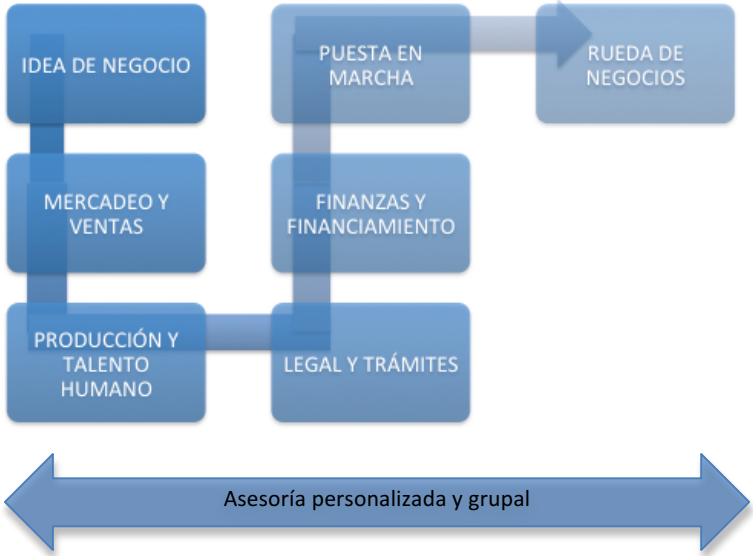 IDEA DE NEGOCIO
MERCADEO Y
VENTAS
PRODUCCIÓN Y
TALENTO
HUMANO
LEGAL Y TRÁMITES
FINANZAS Y
FINANCIAMIENTO
PUESTA EN
MARCHA
RUEDA DE
NEGOCIOS
Asesoría personalizada y grupal